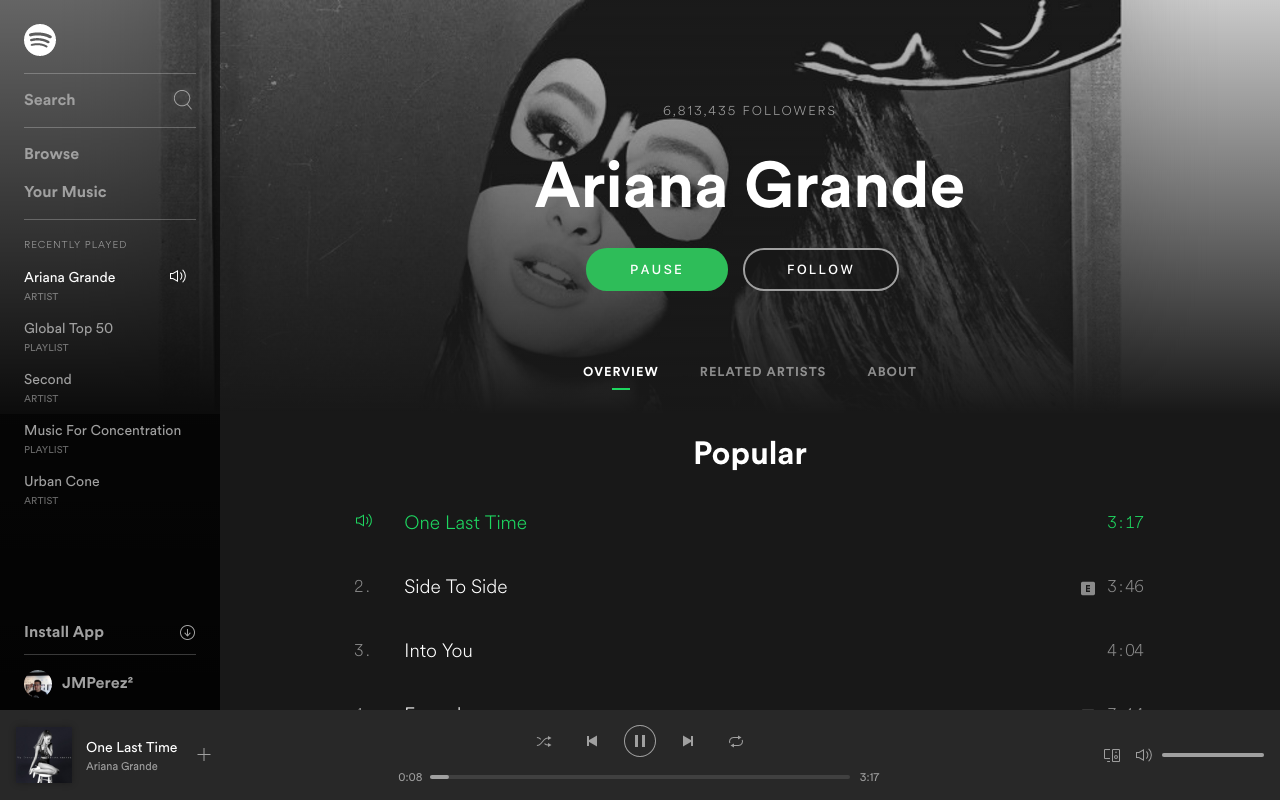 Search
Browse
Your Music
RECENTLY PLAYED
Ariana Grande
ARTIST
Global Top 50
PLAYLIST
Second
ARTIST
Music For Concentration
PLAYLIST
Urban Cone
ARTIST
Install App
JMPerez²
6,813,435 FOLLOWERS
Ariana Grande
PAUSE FOLLOW
OVERVIEW RELATED ARTISTS ABOUT
Popular
One Last Time 3:17
2. Side To Side E 3:46
3. Into You 4:04
One Last Time
Ariana Grande
0:08 3:17